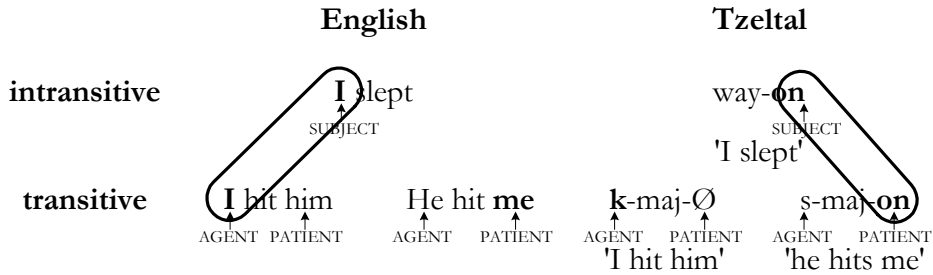 English Tzeltal
intransitive I slept way-on
SUBJECT SUBJECT
'I slept'
transitive I hit him He hit me k-maj-Ø s-maj-on
AGENT PATIENT AGENT PATIENT AGENT PATIENT AGENT PATIENT
'I hit him' 'he hits me'